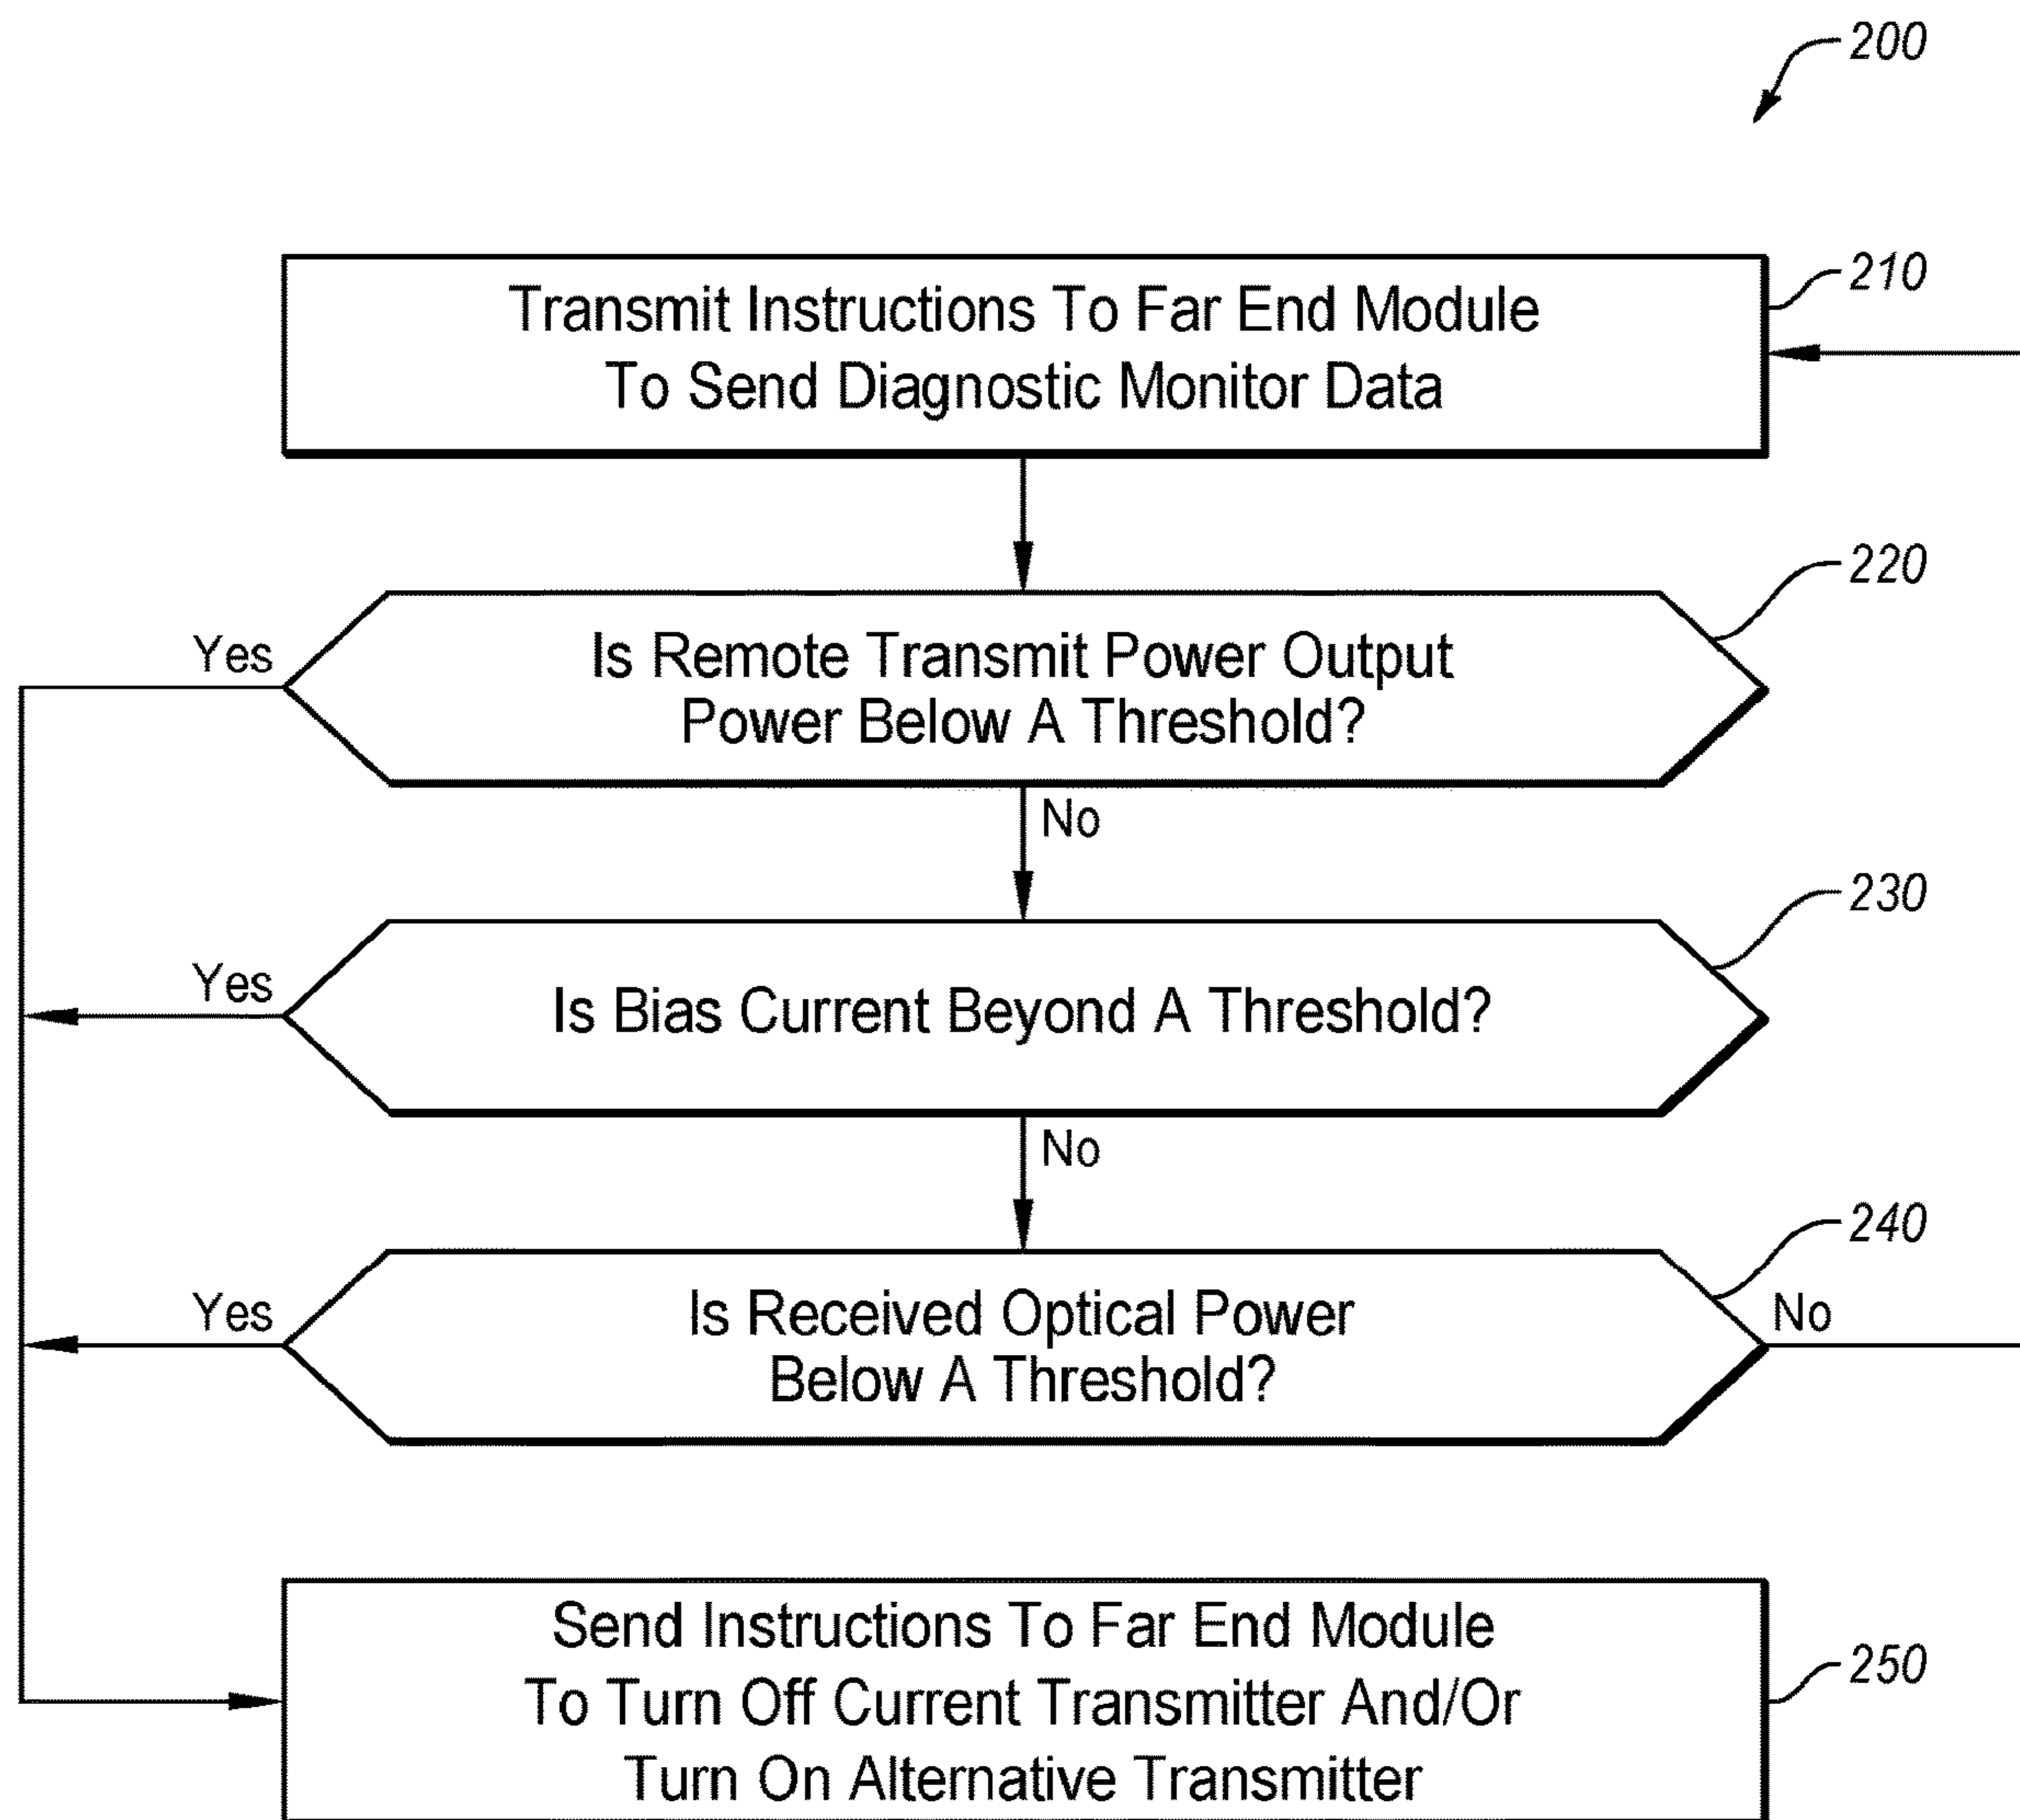 200
210
Transmit Instructions To Far End Module
To Send Diagnostic Monitor Data
220
Yes
Is Remote Transmit Power Output
Power Below A Threshold?
No
230
Yes
Is Bias Current Beyond A Threshold?
No
240
Yes
Is Received Optical Power
Below A Threshold?
No
Send Instructions To Far End Module
To Turn Off Current Transmitter And/Or
Turn On Alternative Transmitter
250